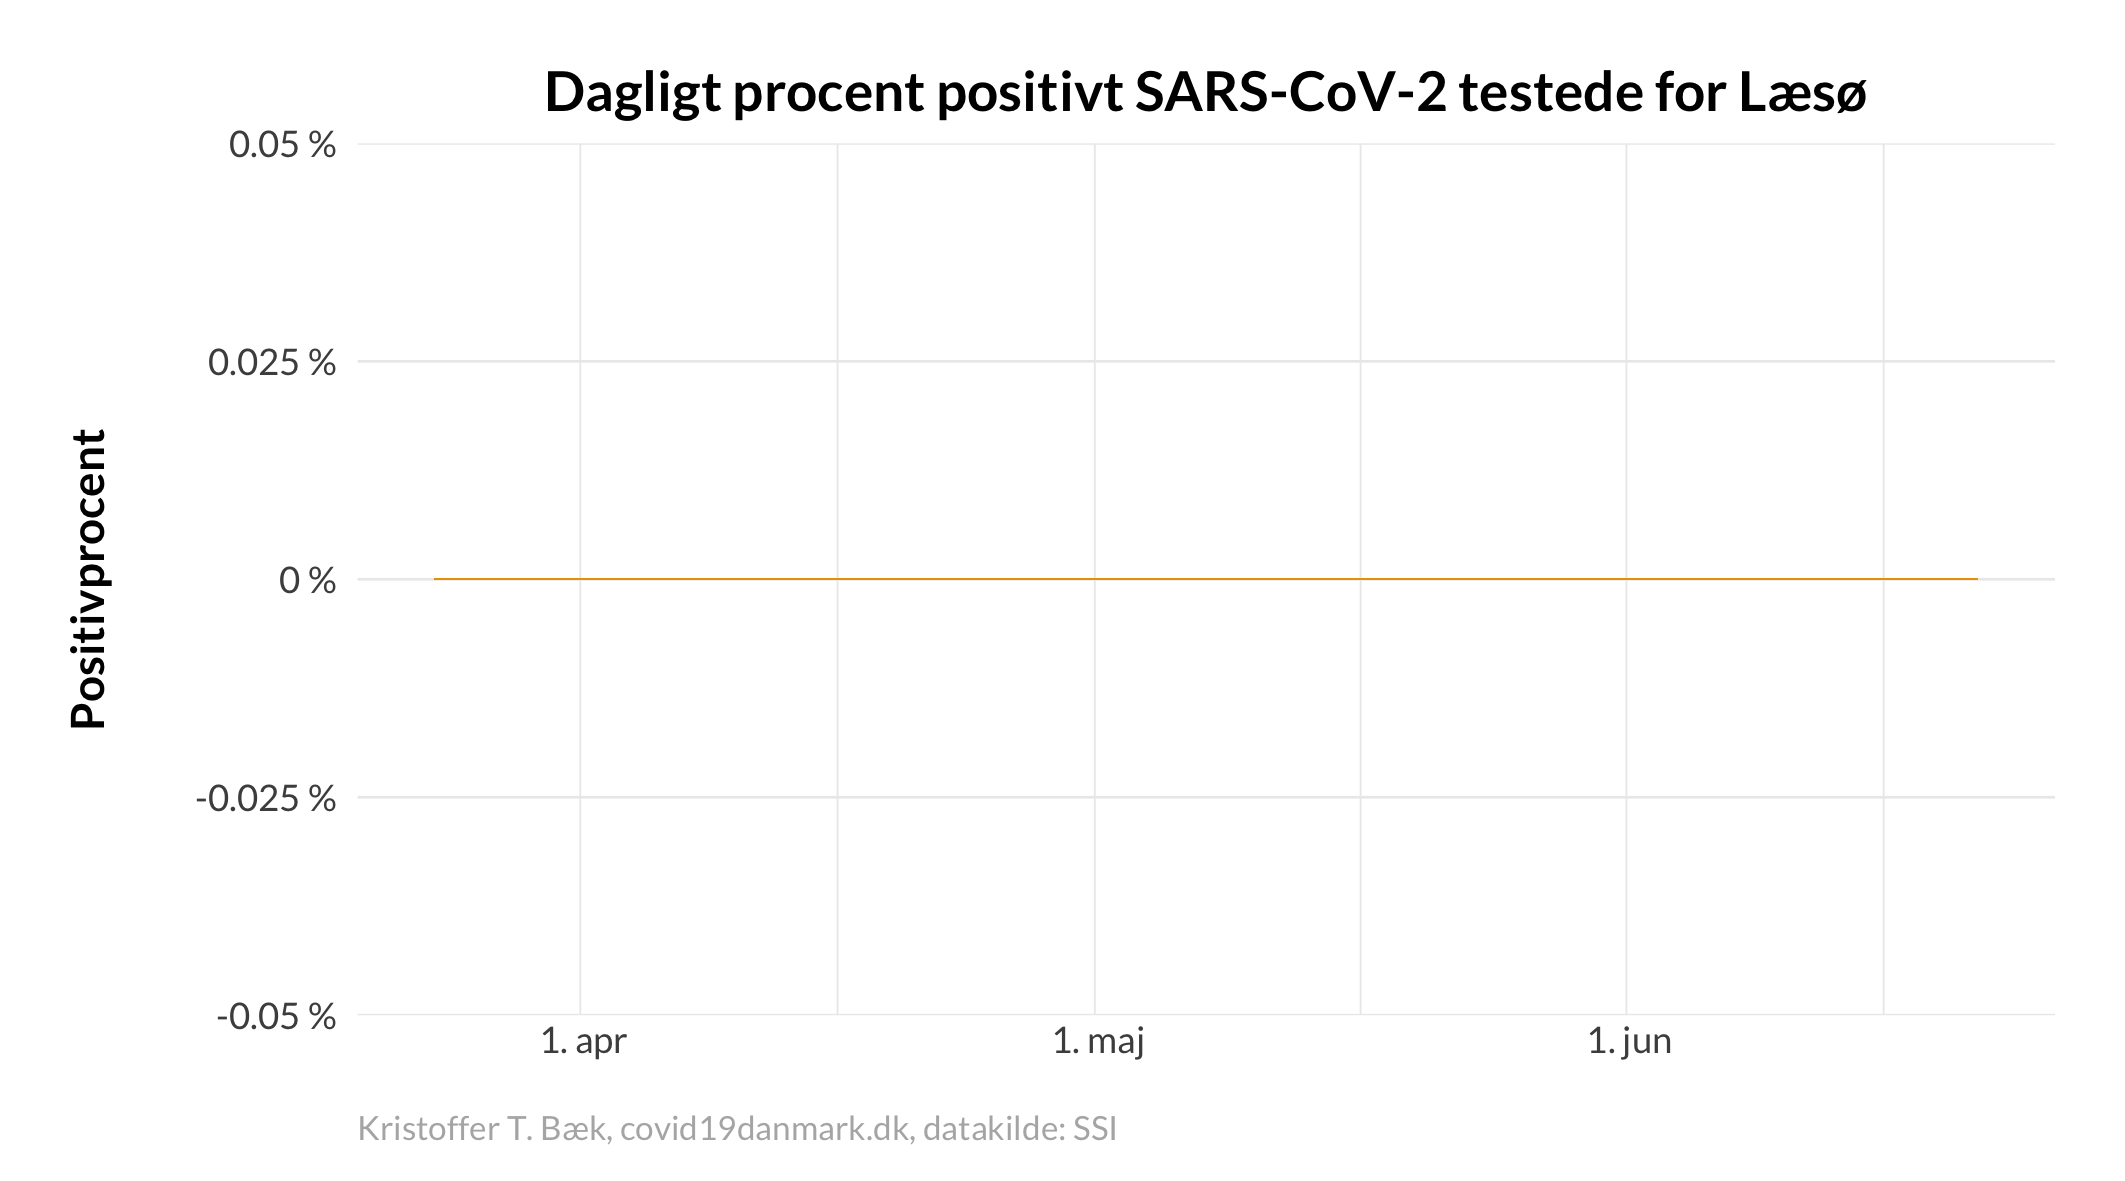 Dagligt procent positivt SARS-CoV-2 testede for Læsø
0.05 %
0.025 %
0 %
-0.025 %
-0.05 %
Positivprocent
1. apr
1. maj
1. jun
Kristoffer T. Bæk, covid19danmark.dk, datakilde: SSI